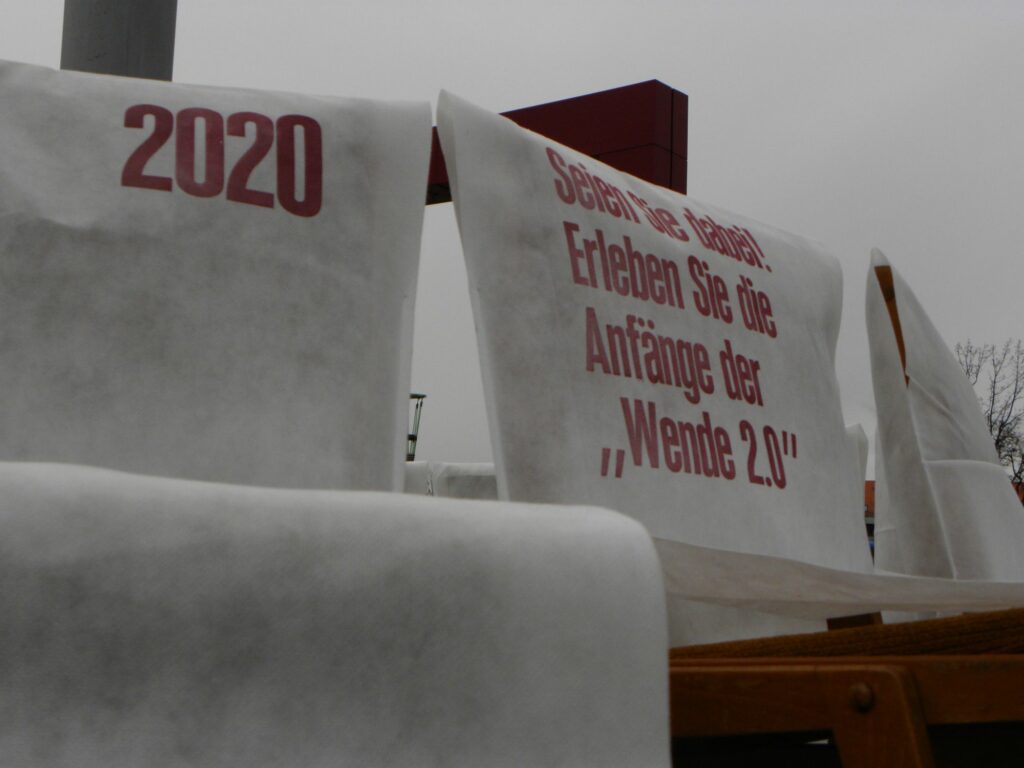 2020
Seien Sie dabei!
Erleben Sie die
Anfänge der
„Wende 2.0"